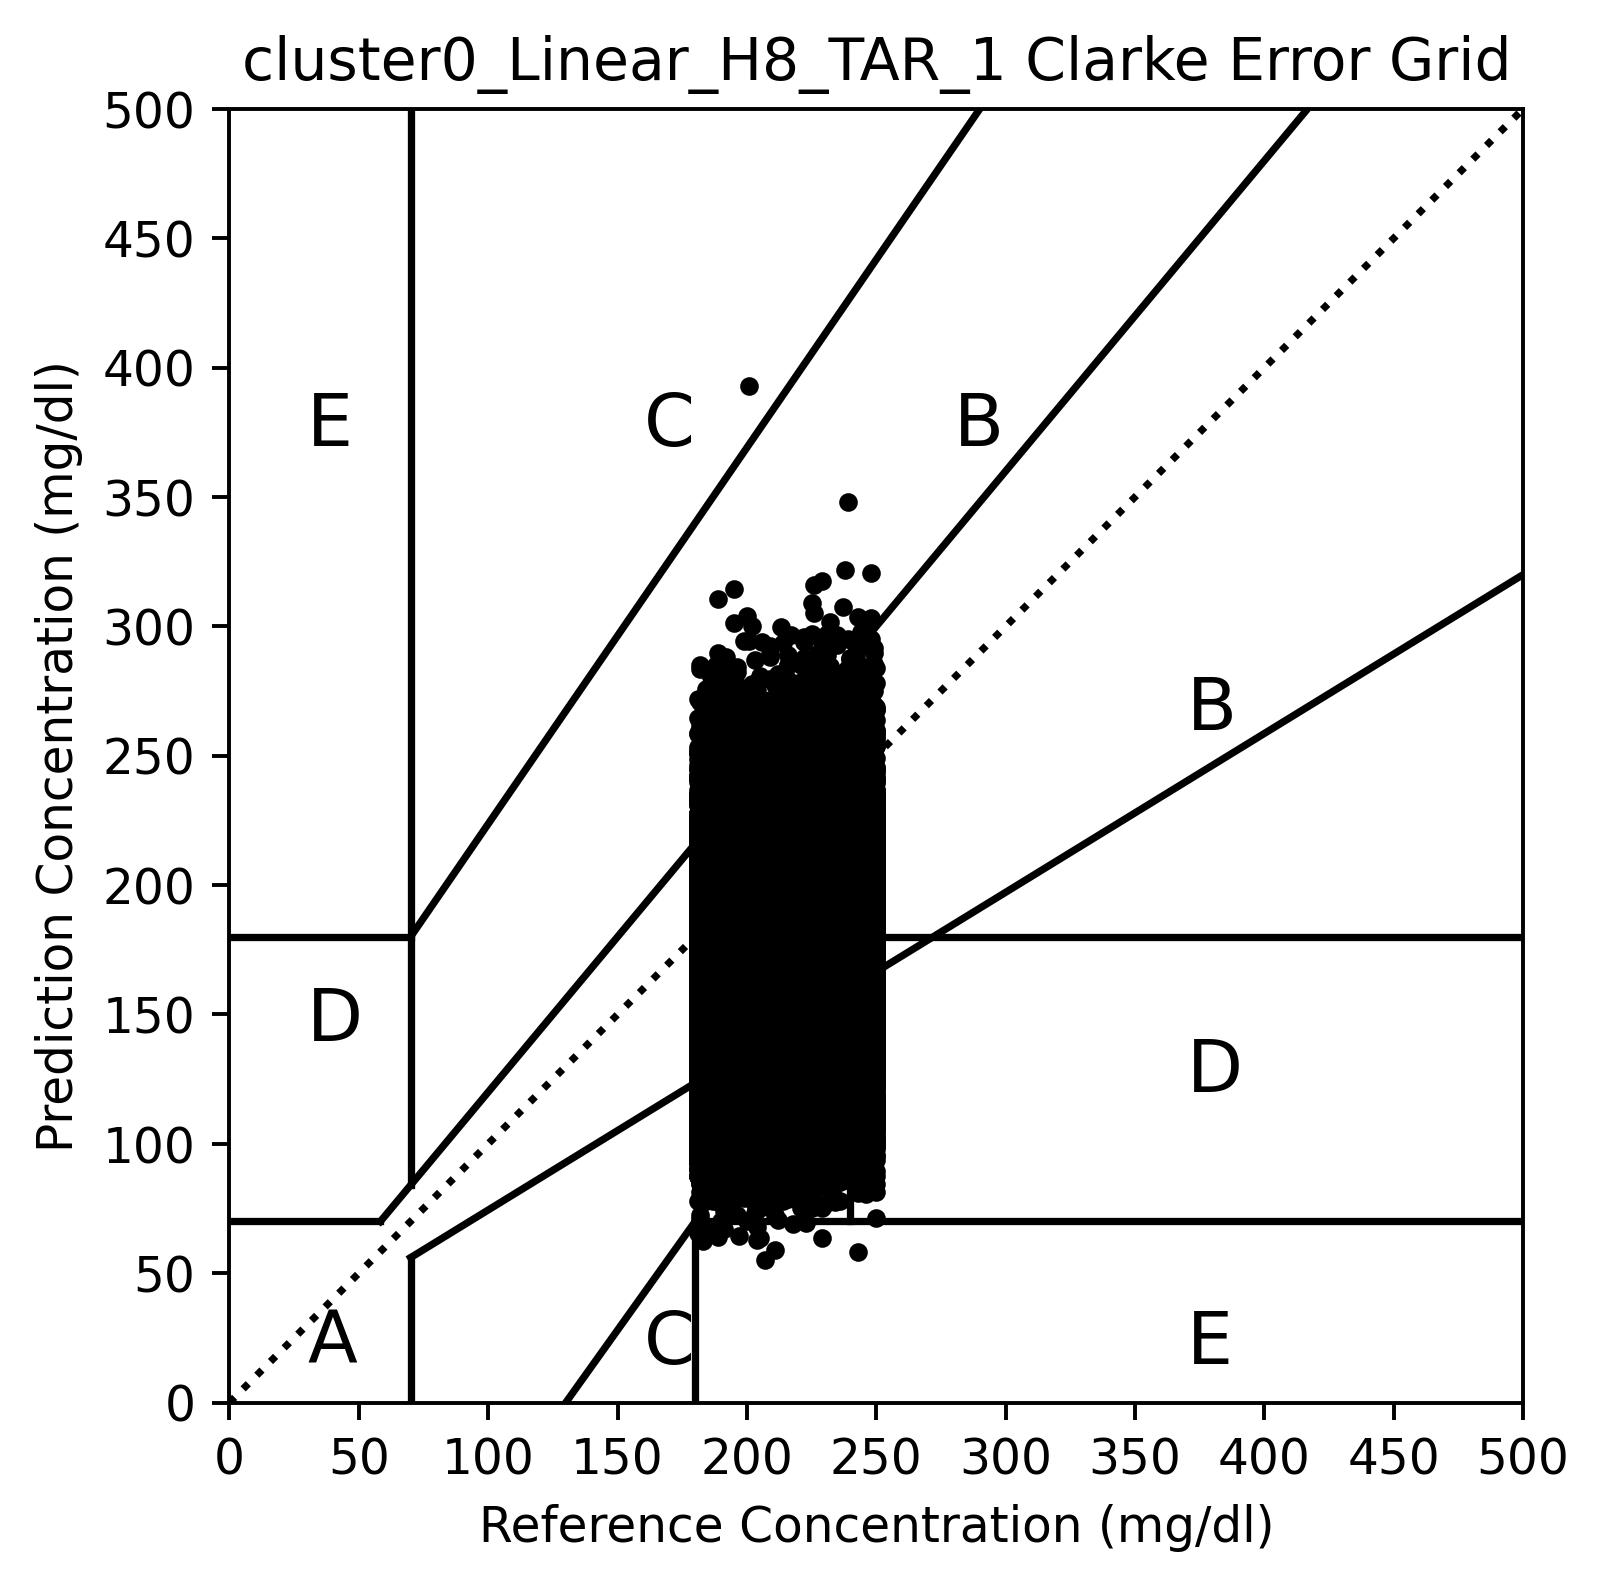 cluster0_Linear_H8_TAR_1 Clarke Error Grid
500
450
400
350
300
250
200
150
100
50
0
Prediction Concentration (mg/dl)
E
C
B
B
D
D
A
C
E
0 50 100 150 200 250 300 350 400 450 500
Reference Concentration (mg/dl)